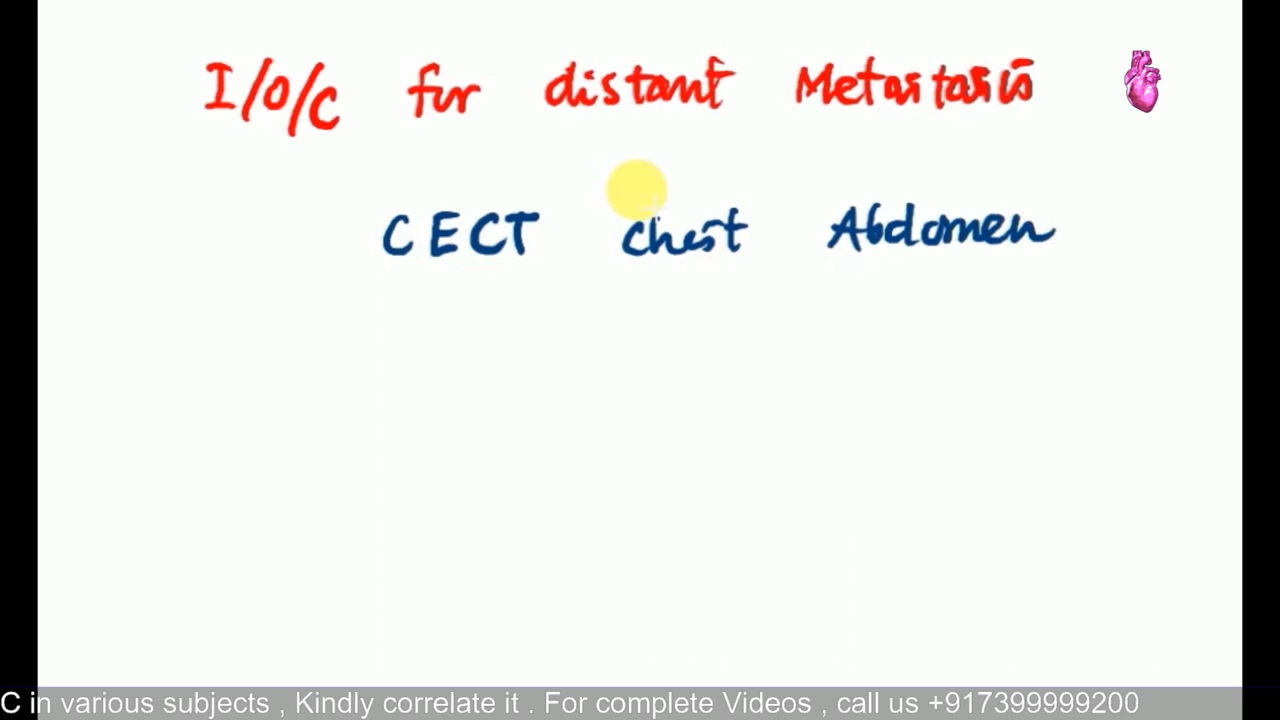 I/O/C for distant Metastasis
CECT chest Abdomen
C in various subjects , Kindly correlate it . For complete Videos , call us +917399999200